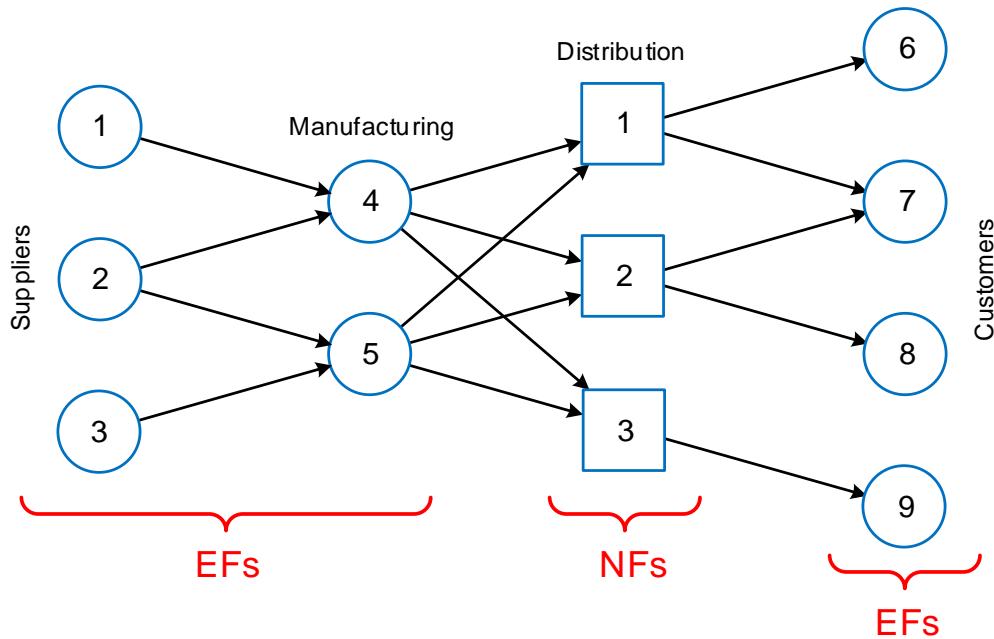 Suppliers
1
2
3
Manufacturing
4
5
Distribution
1
2
3
6
7
8
9
Customers
EFs
NFs
EFs